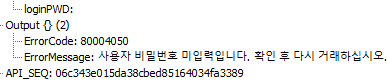 loginPWD:
Output {} (2)
ErrorCode: 80004050
ErrorMessage: 사용자 비밀번호 미입력입니다, 확인 후 다시 거래하십시오.
API_SEQ: 06c343e015da38cbed85164034fa3389